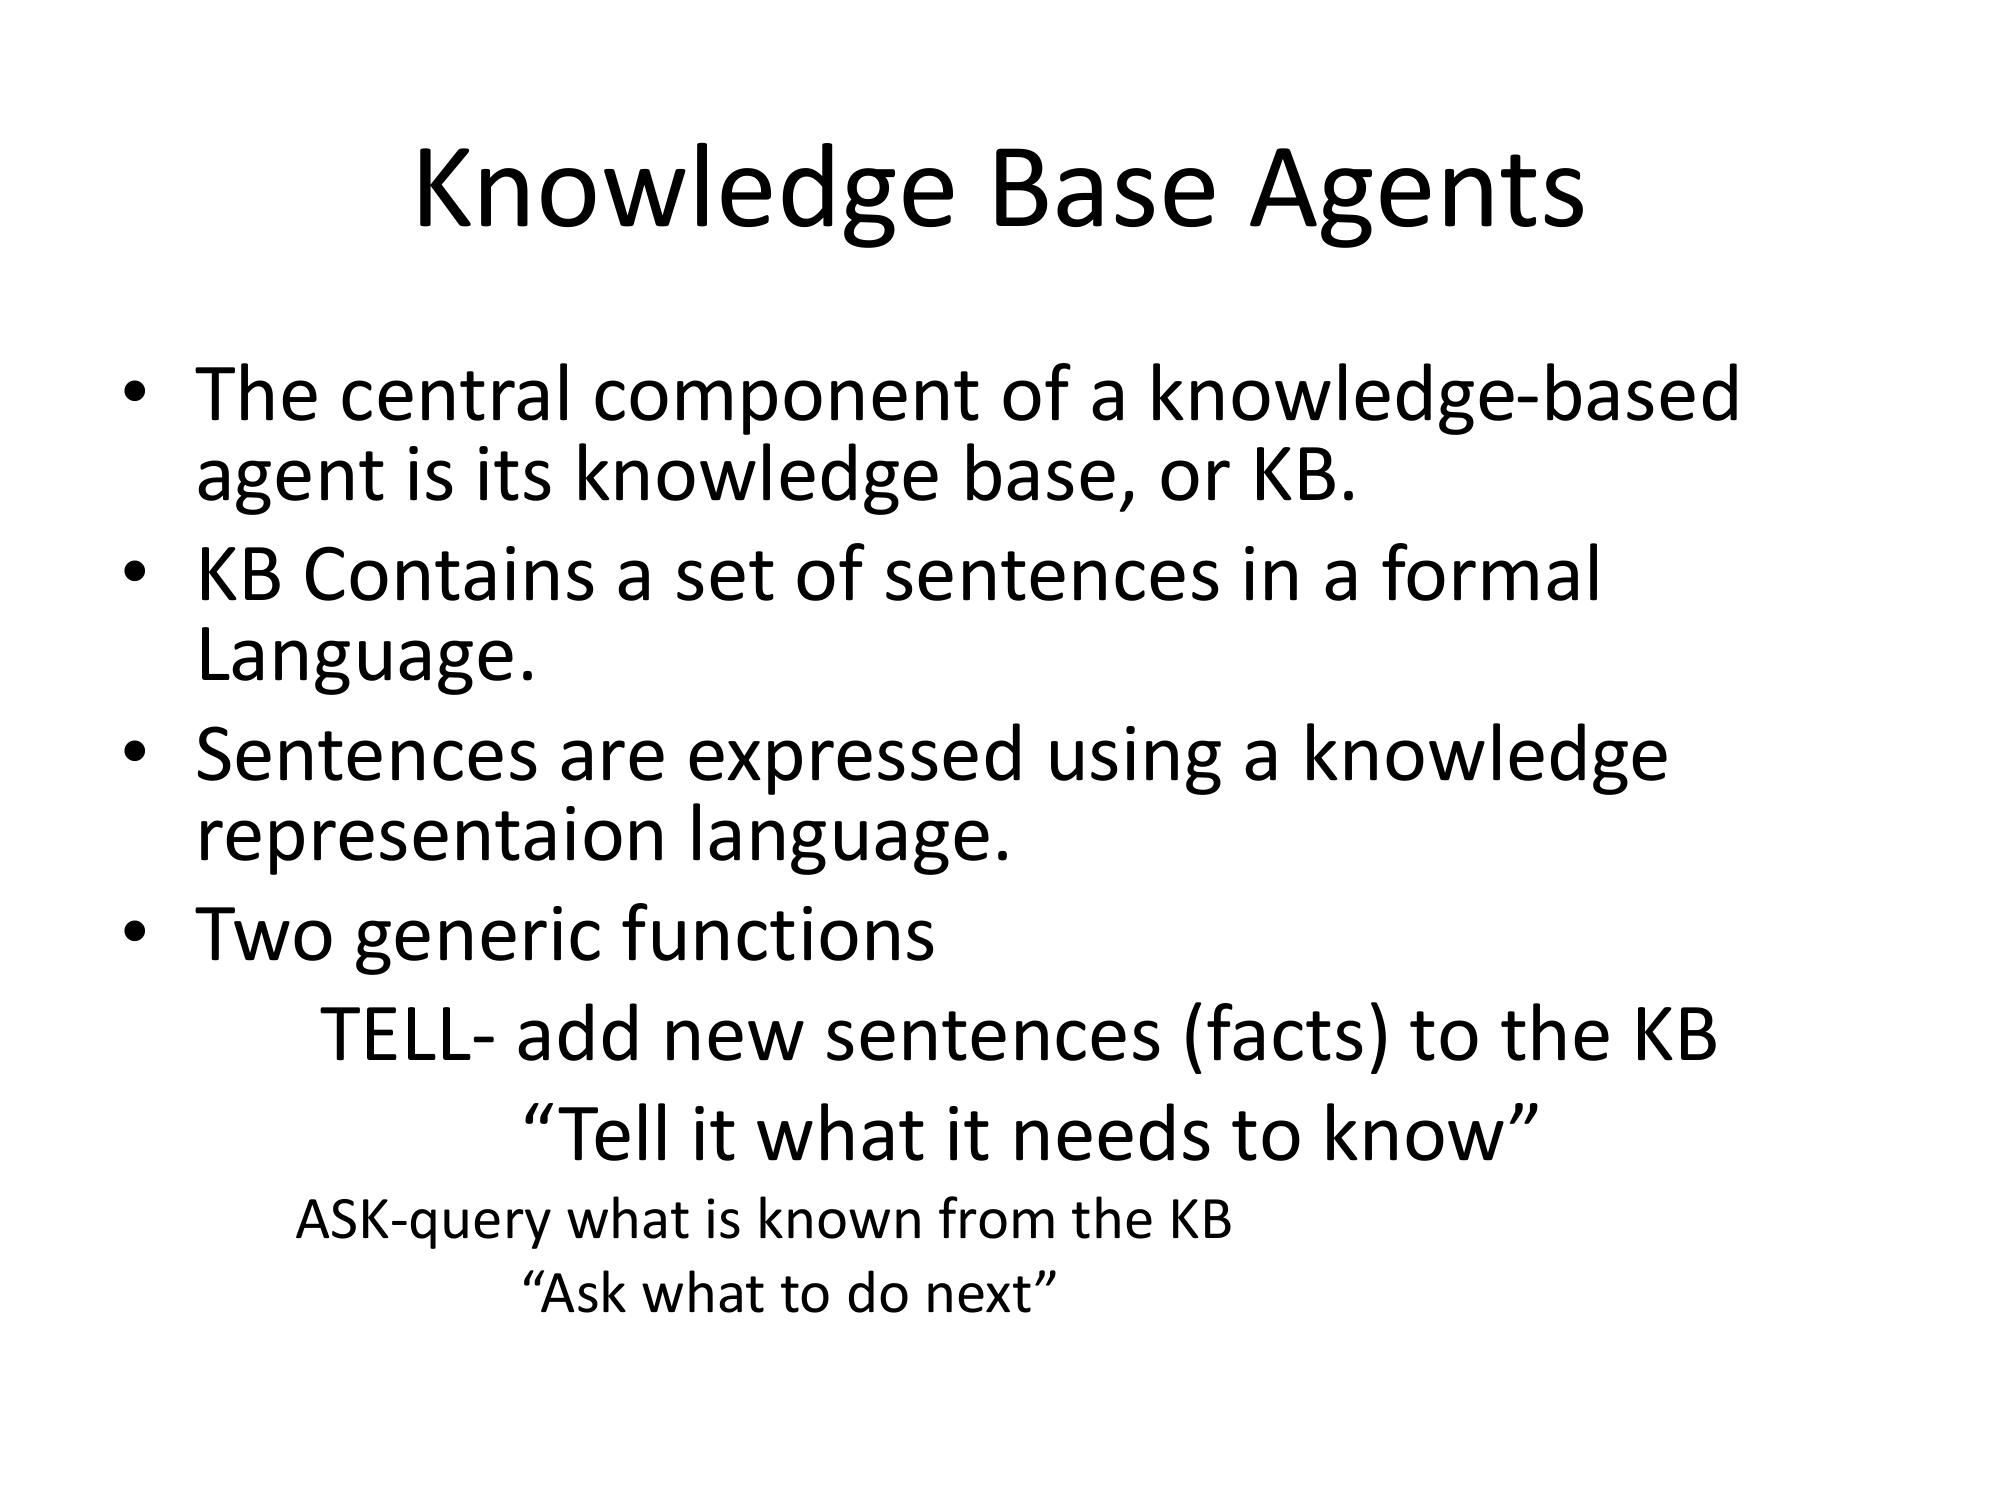 Knowledge Base Agents
• The central component of a knowledge-based
agent is its knowledge base, or KB.
• KB Contains a set of sentences in a formal
Language.
• Sentences are expressed using a knowledge
representaion language.
• Two generic functions
TELL- add new sentences (facts) to the KB
“Tell it what it needs to know”
ASK-query what is known from the KB
“Ask what to do next”